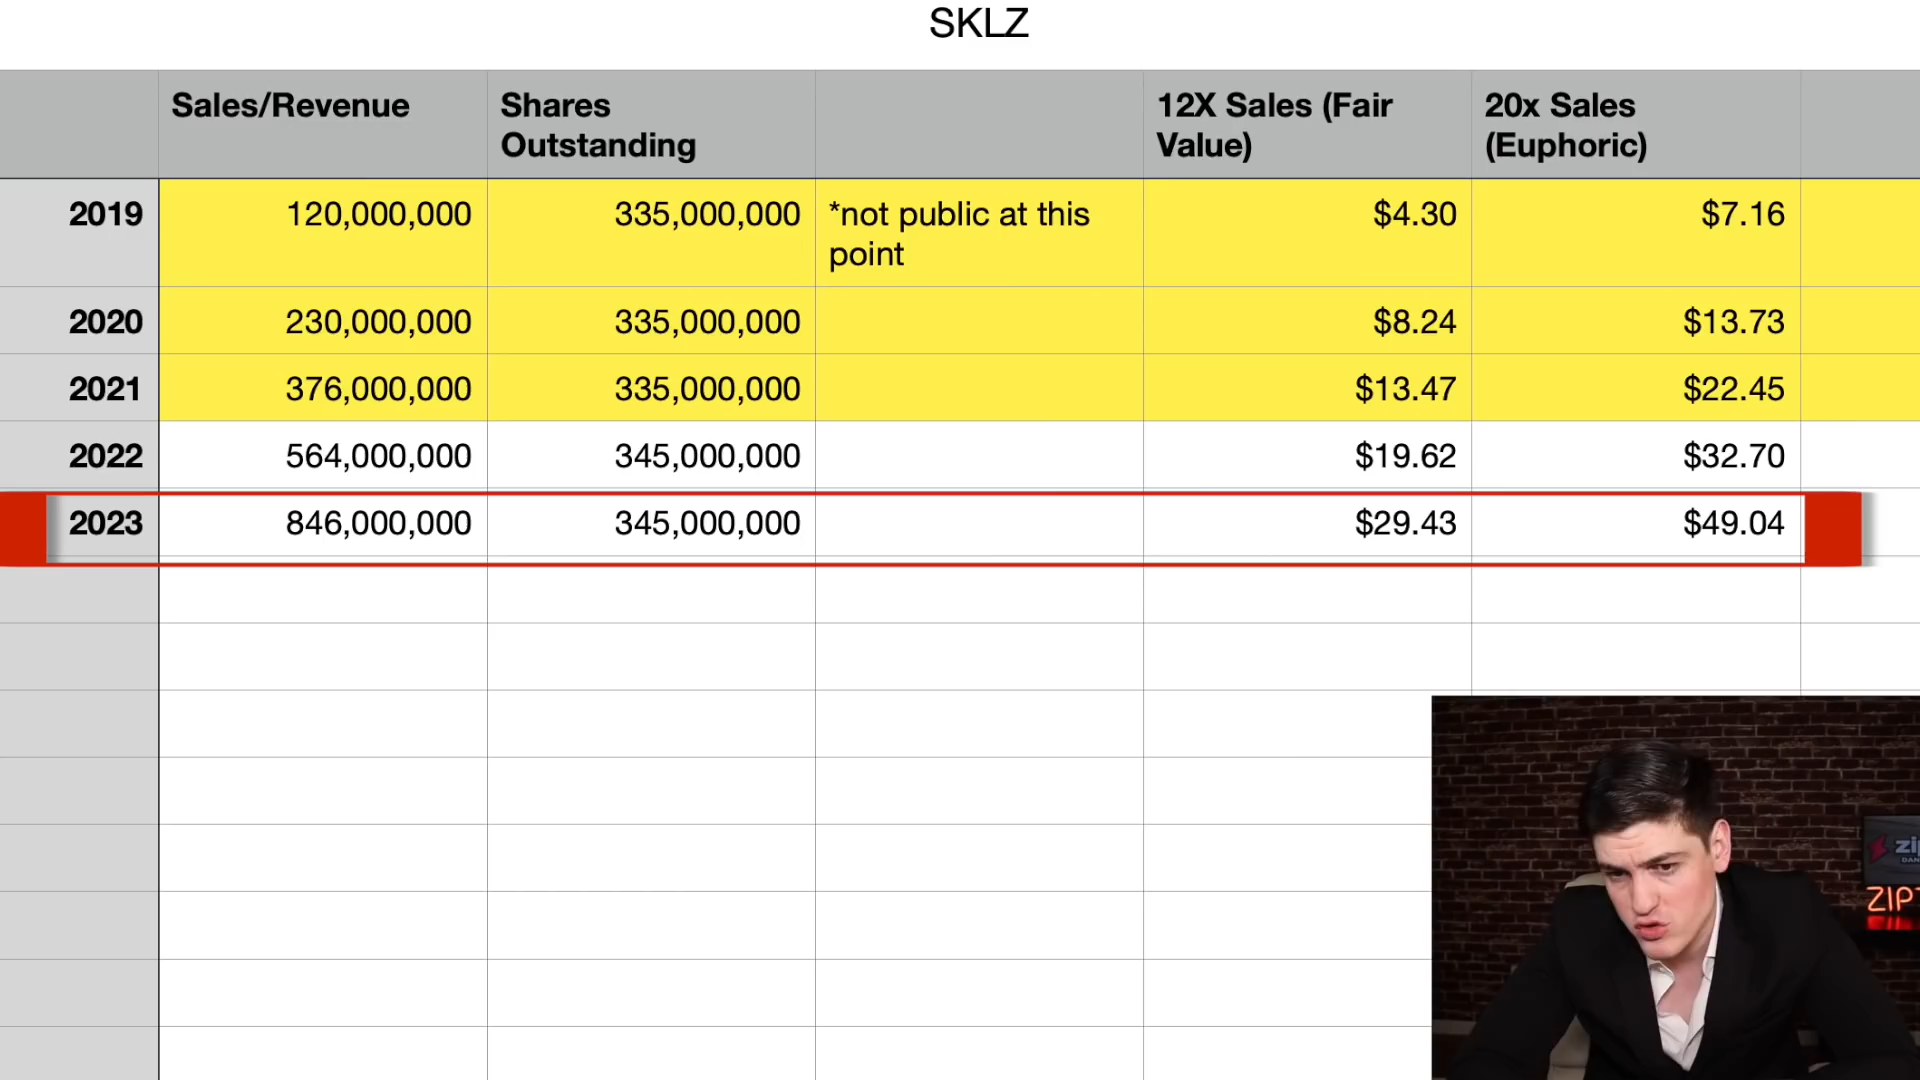 SKLZ
Sales/Revenue
Shares
Outstanding
12X Sales (Fair
Value)
20x Sales
(Euphoric)
2019 120,000,000 335,000,000 *not public at this $4.30 $7.16
point
2020 230,000,000 335,000,000 $8.24 $13.73
2021 376,000,000 335,000,000 $13.47 $22.45
2022 564,000,000 345,000,000 $19.62 $32.70
2023 846,000,000 345,000,000 $29.43 $49.04